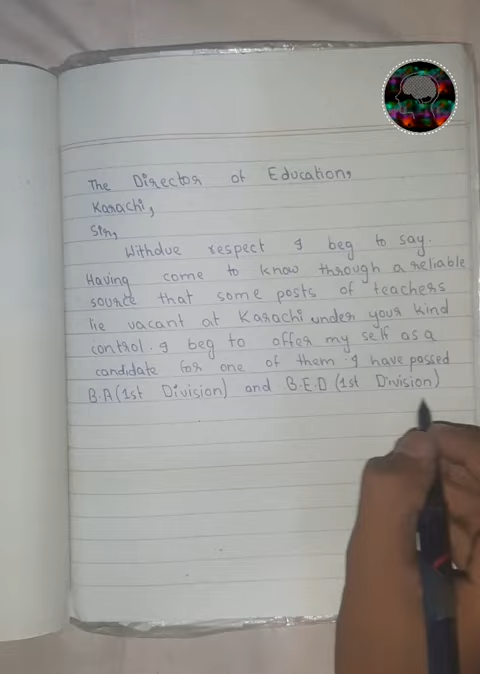 The Director of Education,
Karachi,
Sir,
Withdue respect I beg to say.
Having come to know through a reliable
source that some posts of teachers
lie vacant at Karachi under your kind
control. I beg to offer my self as a
candidate for one of them. I have passed
B.A (1st Division) and B.E.D (1st Division)